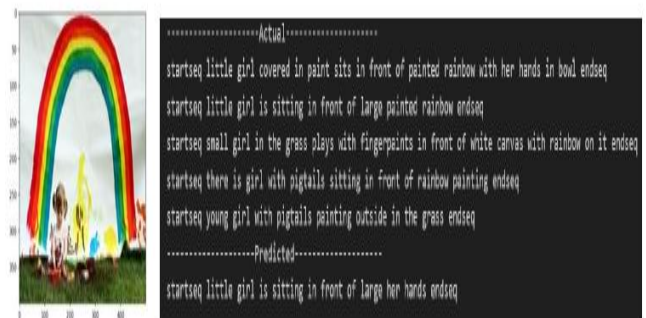 --------------------Actual--------------------
startseq little girl covered in paint sits in front of painted rainbow with her hands in bowl endseq
startseq little girl is sitting in front of large painted rainbow endseq
startseq small girl in the grass plays with fingerpaints in front of white canvas with rainbow on it endseq
startseq there is girl with pigtails sitting in front of rainbow painting endseq
startseq young girl with pigtails painting outside in the grass endseq
--------------------Predicted--------------------
startseq little girl is sitting in front of large her hands endseq